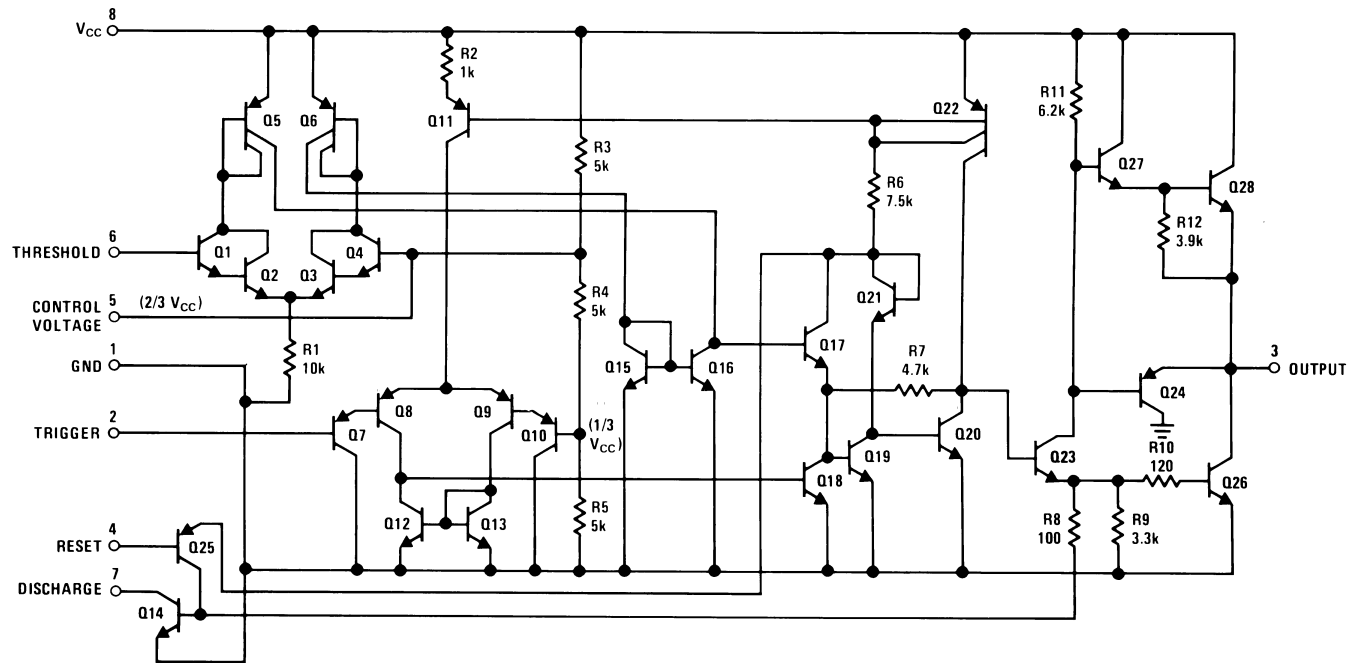 8
VCC
R2
1k
R11
6.2k
Q5
Q6
Q11
Q22
R3
5k
Q27
Q28
R6
7.5k
R12
3.9k
6
THRESHOLD
Q1
Q2
Q3
Q4
5
CONTROL
VOLTAGE
(2/3 VCC)
R4
5k
Q21
1
GND
R1
10k
Q15
Q16
Q17
R7
4.7k
3
OUTPUT
Q24
2
TRIGGER
Q7
Q8
Q9
Q10
(1/3
VCC)
Q18
Q19
Q20
Q23
R10
120
Q26
Q12
Q13
R5
5k
R8
100
R9
3.3k
4
RESET
Q25
7
DISCHARGE
Q14